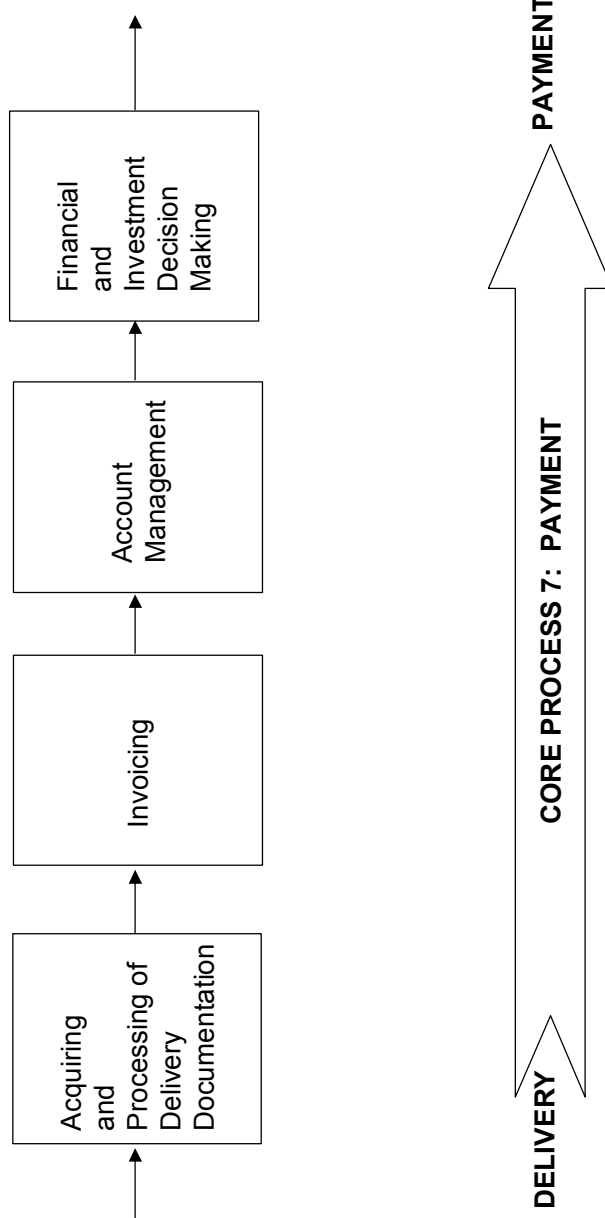 Acquiring
and
Processing of
Delivery
Documentation
Invoicing
Account
Management
Financial
and
Investment
Decision
Making
DELIVERY
CORE PROCESS 7: PAYMENT
PAYMENT